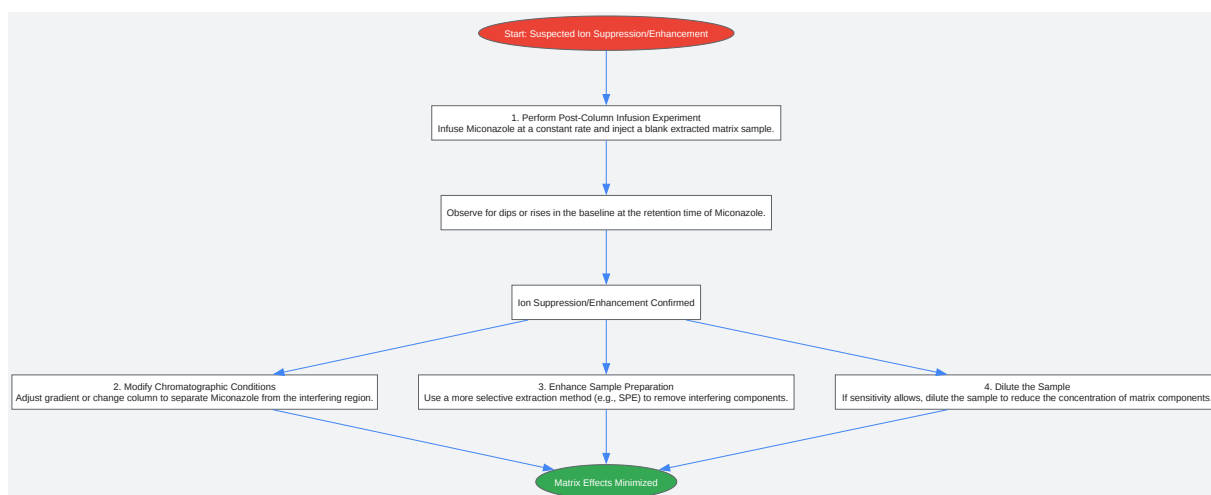 Start: Suspected Ion Suppression/Enhancement
1. Perform Post-Column Infusion Experiment
Infuse Miconazole at a constant rate and inject a blank extracted matrix sample.
Observe for dips or rises in the baseline at the retention time of Miconazole.
Ion Suppression/Enhancement Confirmed
2. Modify Chromatographic Conditions
Adjust gradient or change column to separate Miconazole from the interfering region.
3. Enhance Sample Preparation
Use a more selective extraction method (e.g., SPE) to remove interfering components.
4. Dilute the Sample
If sensitivity allows, dilute the sample to reduce the concentration of matrix components.
Matrix Effects Minimized